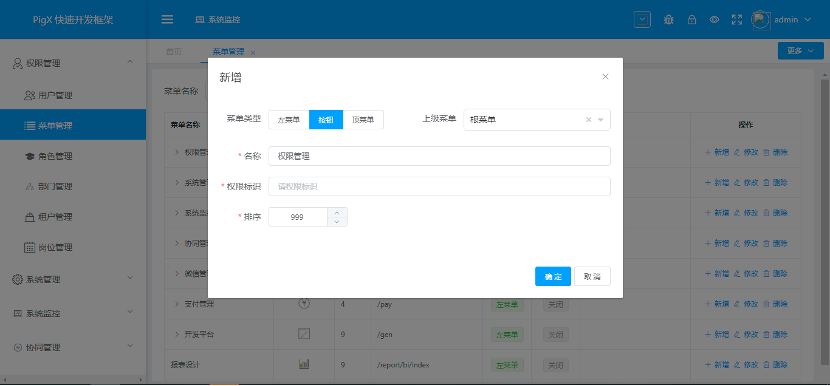 PigX 快速开发框架
系统监控
admin
权限管理
用户管理
菜单管理
角色管理
部门管理
租户管理
岗位管理
系统管理
系统监控
协同管理
首页
菜单管理
更多
菜单名称
菜单名称
操作
权限管
新增 修改 删除
系统管
新增 修改 删除
系统监
新增 修改 删除
协同管
新增 修改 删除
微信管
新增 修改 删除
支付管理 4 /pay 左菜单 关闭 新增 修改 删除
开发平台 9 /gen 左菜单 关闭 新增 修改 删除
报表设计 9 /report/bi/index 左菜单 关闭 新增 修改 删除
新增
菜单类型 左菜单 按钮 顶菜单 上级菜单 根菜单
* 名称 权限管理
* 权限标识 请权限标识
* 排序 999
确 定 取 消